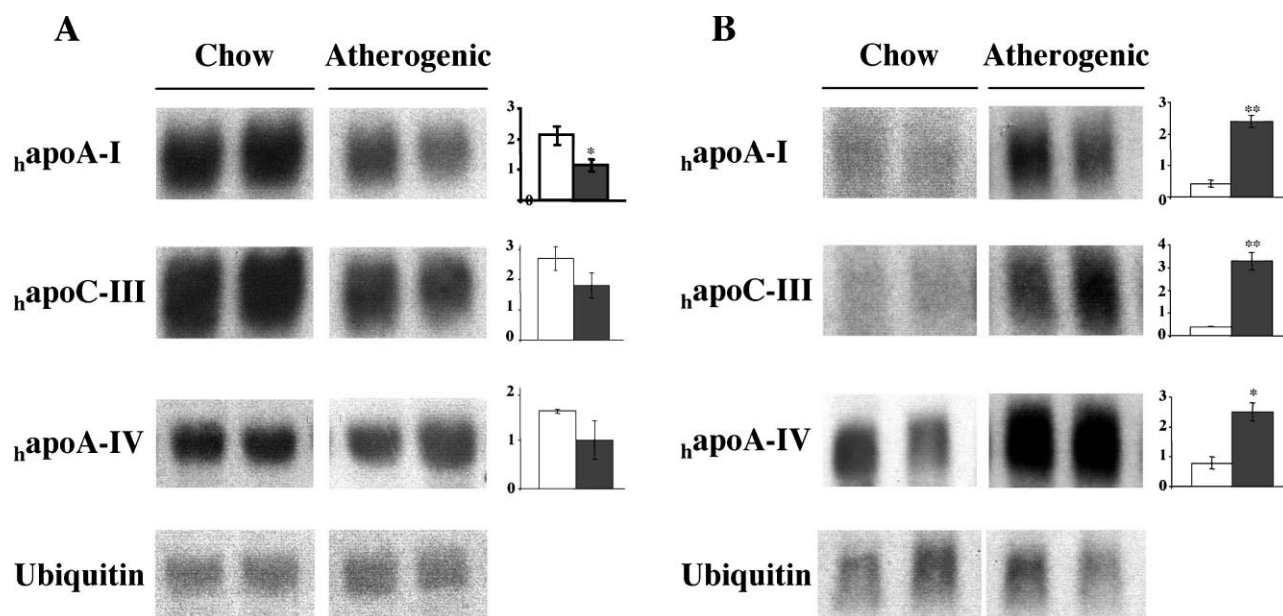 A
Chow Atherogenic
hapoA-I
3
2
1
0
*
hapoC-III
3
2
1
0
hapoA-IV
2
1
0
Ubiquitin
B
Chow Atherogenic
hapoA-I
3
2
1
0
**
hapoC-III
4
3
2
1
0
**
hapoA-IV
3
2
1
0
*
Ubiquitin